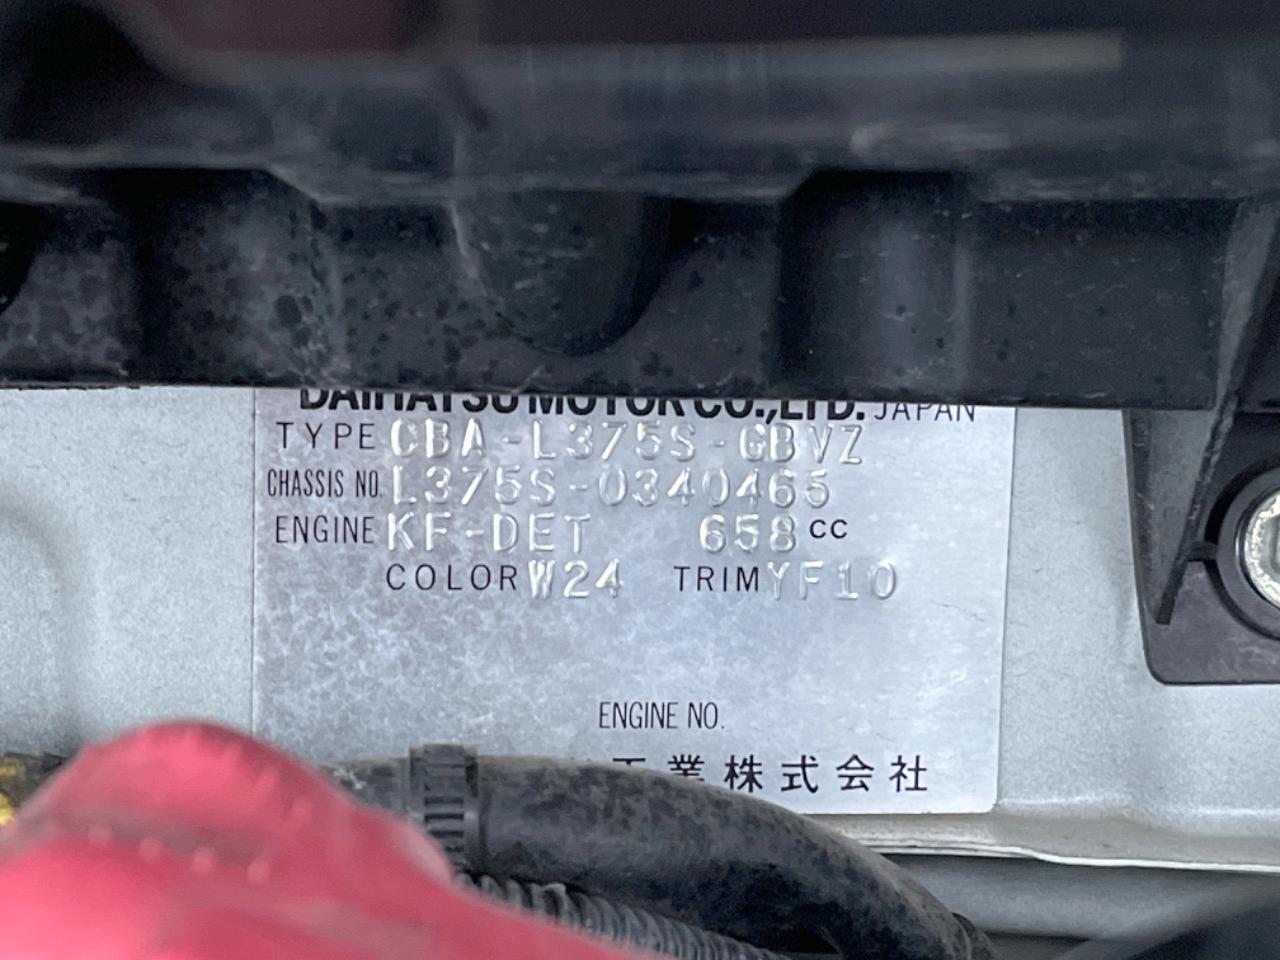 DAIHATSU MOTOR CO.,LTD. JAPAN
TYPE CBA-L375S-GBVZ
CHASSIS NO. L375S-0340465
ENGINE KF-DET 658 CC
COLOR W24 TRIM YF10
ENGINE NO.
工業株式会社